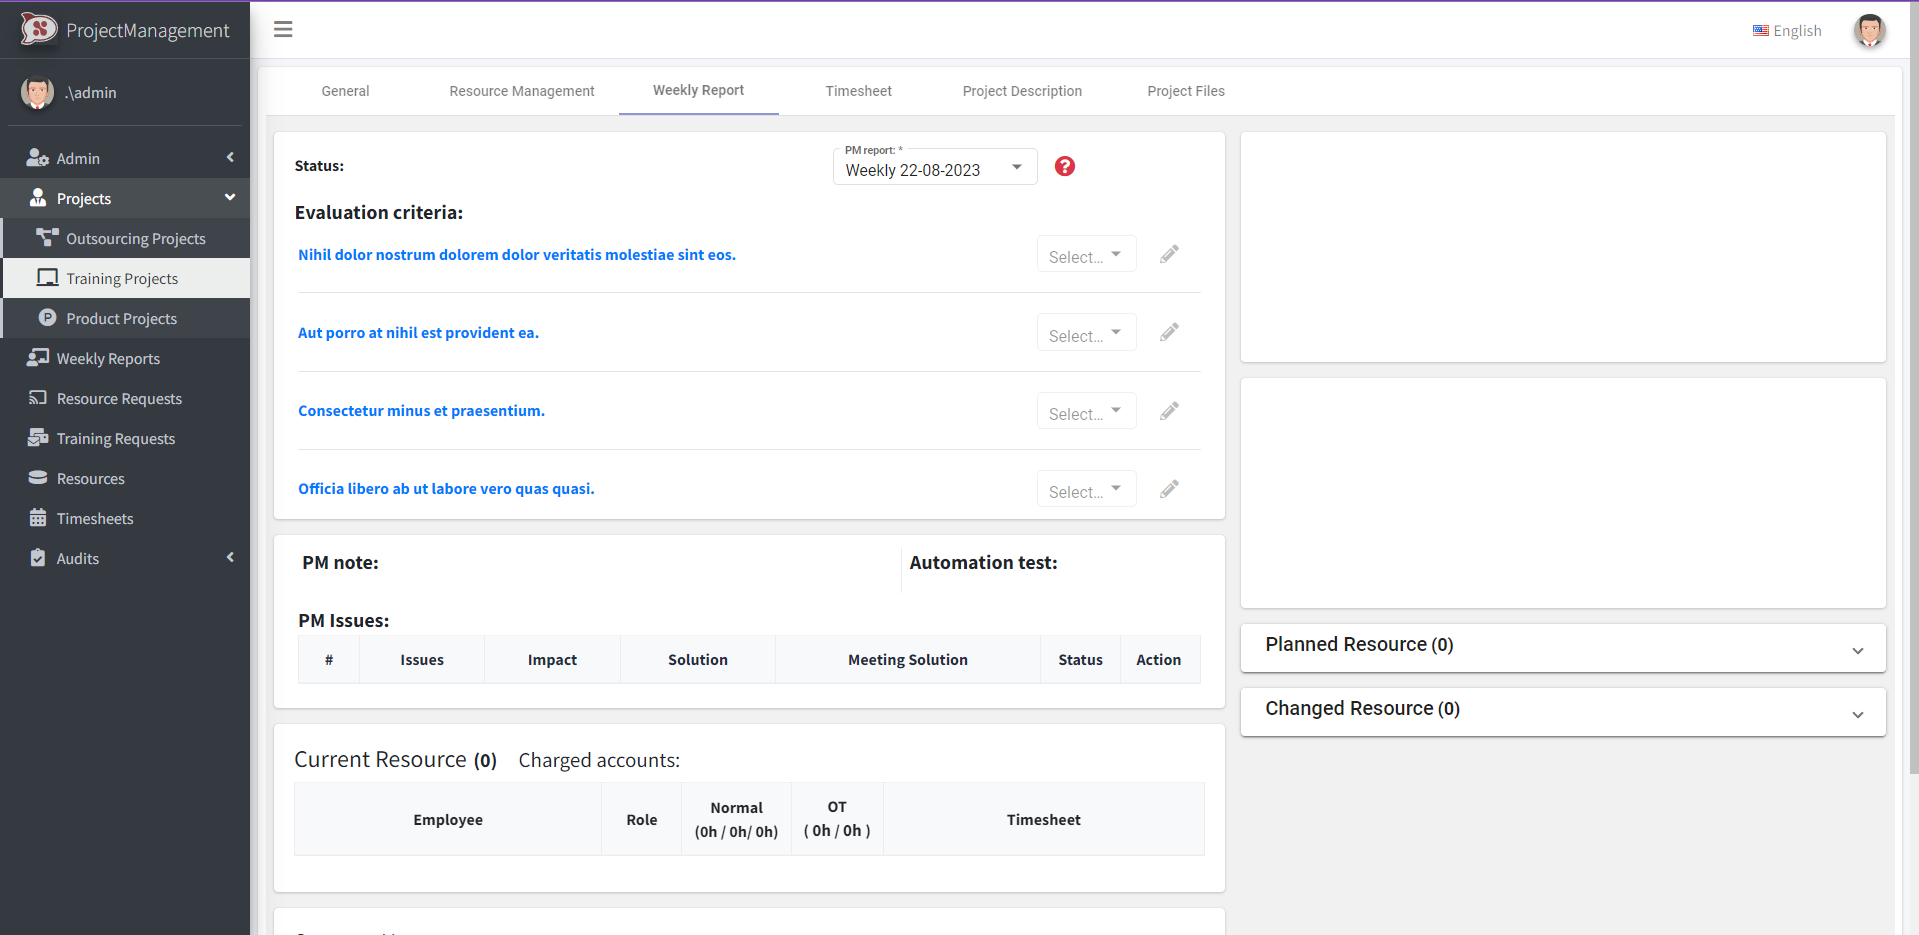 ProjectManagement
English
.\admin
Admin
Projects
Outsourcing Projects
Training Projects
Product Projects
Weekly Reports
Resource Requests
Training Requests
Resources
Timesheets
Audits
General Resource Management Weekly Report Timesheet Project Description Project Files
Status:
PM report: *
Weekly 22-08-2023
Evaluation criteria:
Nihil dolor nostrum dolorem dolor veritatis molestiae sint eos. Select...
Aut porro at nihil est provident ea. Select...
Consectetur minus et praesentium. Select...
Officia libero ab ut labore vero quas quasi. Select...
PM note: Automation test:
PM Issues:
# Issues Impact Solution Meeting Solution Status Action
Current Resource (0) Charged accounts:
Employee Role Normal (0h / 0h/ 0h) OT ( 0h / 0h ) Timesheet
Planned Resource (0)
Changed Resource (0)